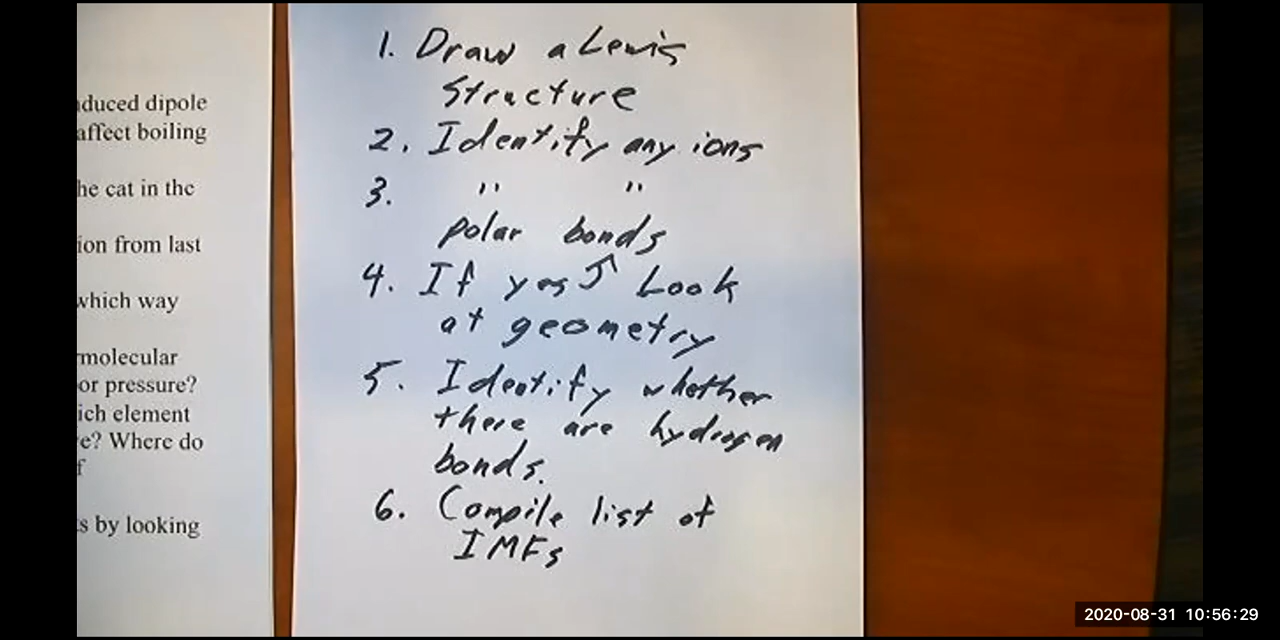 nduced dipole
affect boiling
he cat in the
ion from last
which way
molecular
or pressure?
ich element
e? Where do
f
s by looking
1. Draw a Lewis
Structure
2. Identify any ions
3. " "
polar bonds
4. If yes ↑ Look
at geometry
5. Identify whether
there are hydrogen
bonds.
6. Compile list of
IMFs
2020-08-31 10:56:29